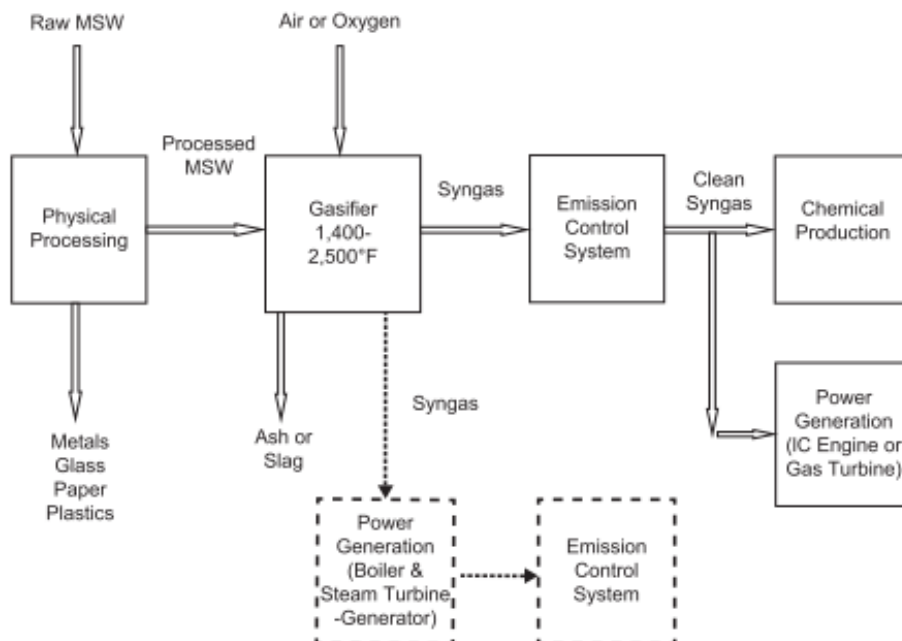 Raw MSW
Air or Oxygen
Processed
MSW
Physical
Processing
Gasifier
1,400-
2,500°F
Syngas
Emission
Control
System
Clean
Syngas
Chemical
Production
Metals
Glass
Paper
Plastics
Ash or
Slag
Syngas
Power
Generation
(IC Engine or
Gas Turbine)
Power
Generation
(Boiler &
Steam Turbine
-Generator)
Emission
Control
System